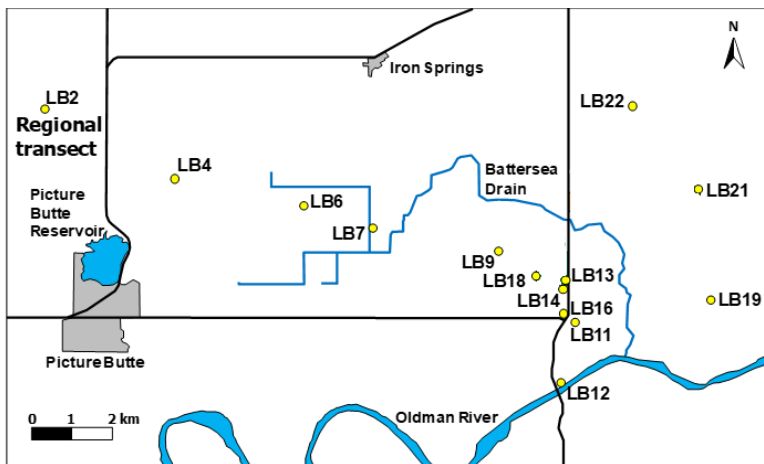 N
Iron Springs
LB2
LB22
Regional
transect
LB4
Battersea
Drain
LB21
Picture
Butte
Reservoir
LB6
LB7
LB9
LB18
LB13
LB14
LB19
LB16
LB11
Picture Butte
LB12
0 1 2 km
Oldman River